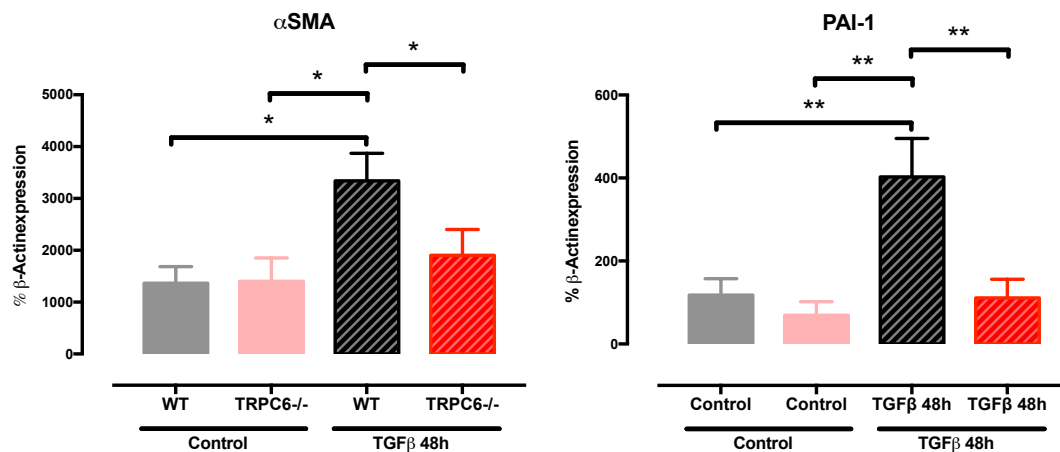 αSMA
*
*
*
5000
4000
3000
2000
1000
0
% β-Actinexpression
WT TRPC6-/- WT TRPC6-/-
Control TGFβ 48h
PAI-1
**
**
**
600
400
200
0
% β-Actinexpression
Control Control TGFβ 48h TGFβ 48h
Control TGFβ 48h